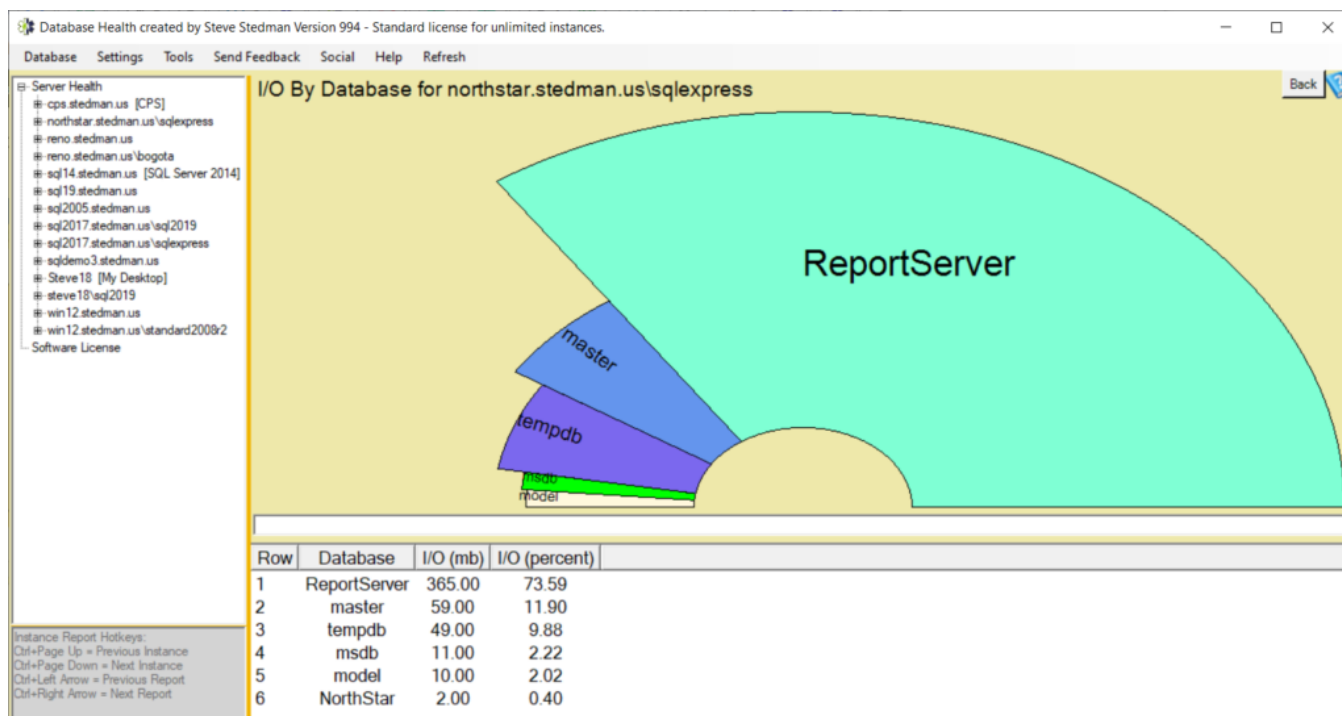 Database Health created by Steve Stedman Version 994 - Standard license for unlimited instances.
Database Settings Tools Send Feedback Social Help Refresh
Server Health
cps.stedman.us [CPS]
northstar.stedman.us\sqlexpress
reno.stedman.us
reno.stedman.us\bogota
sql14.stedman.us [SQL Server 2014]
sql19.stedman.us
sql2005.stedman.us
sql2017.stedman.us\sql2019
sql2017.stedman.us\sqlexpress
sqldemo3.stedman.us
Steve18 [My Desktop]
steve18\sql2019
win12.stedman.us
win12.stedman.us\standard2008r2
Software License
Instance Report Hotkeys:
Ctrl+Page Up = Previous Instance
Ctrl+Page Down = Next Instance
Ctrl+Left Arrow = Previous Report
Ctrl+Right Arrow = Next Report
I/O By Database for northstar.stedman.us\sqlexpress
Back
ReportServer
master
tempdb
msdb
model
Row Database I/O (mb) I/O (percent)
1 ReportServer 365.00 73.59
2 master 59.00 11.90
3 tempdb 49.00 9.88
4 msdb 11.00 2.22
5 model 10.00 2.02
6 NorthStar 2.00 0.40